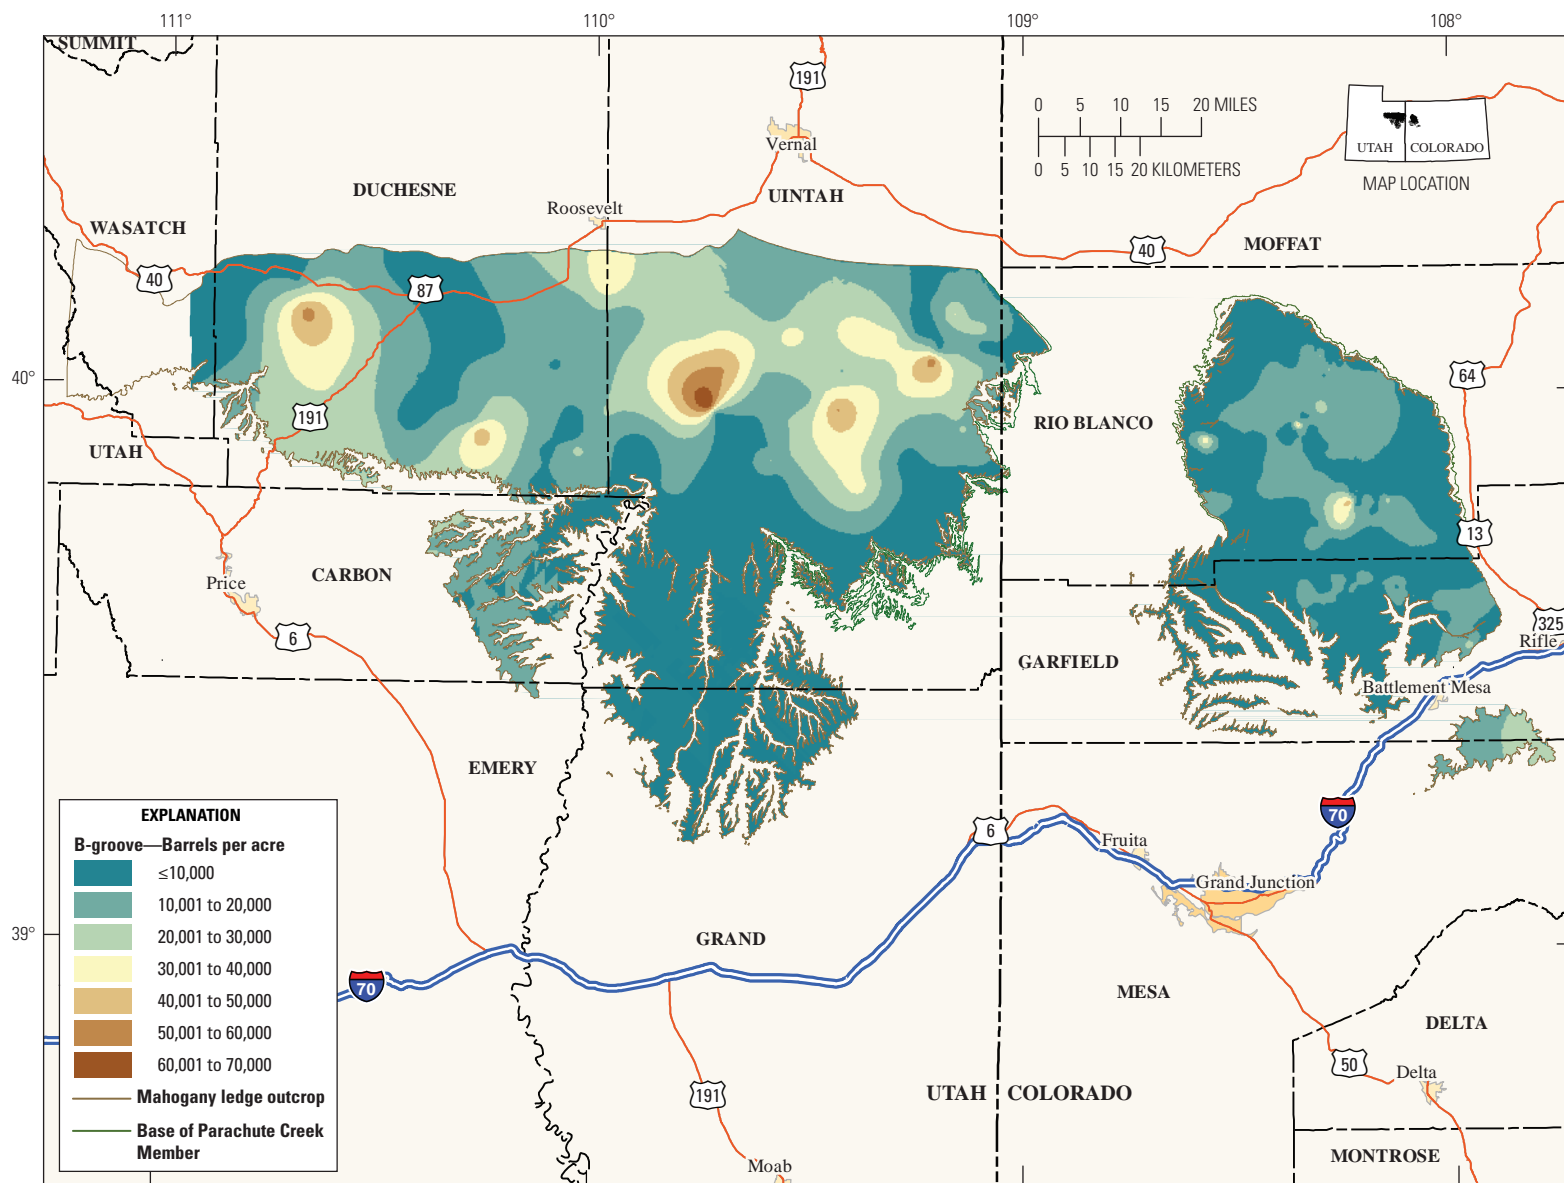 111°
110°
109°
108°
SUMMIT
191
0 5 10 15 20 MILES
0 5 10 15 20 KILOMETERS
UTAH
COLORADO
MAP LOCATION
Vernal
DUCHESNE
UINTAH
Roosevelt
WASATCH
MOFFAT
40
40
87
40°
64
191
RIO BLANCO
UTAH
13
CARBON
Price
6
325
Rifle
GARFIELD
Battlement Mesa
EMERY
EXPLANATION
B-groove—Barrels per acre
≤10,000
10,001 to 20,000
20,001 to 30,000
30,001 to 40,000
40,001 to 50,000
50,001 to 60,000
60,001 to 70,000
Mahogany ledge outcrop
Base of Parachute Creek
Member
70
6
Fruita
Grand Junction
39°
GRAND
70
MESA
DELTA
50
Delta
191
UTAH
COLORADO
MONTROSE
Moab